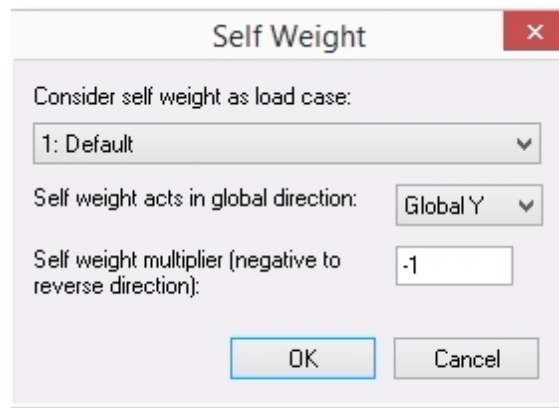 Self Weight
Consider self weight as load case:
1: Default
Self weight acts in global direction:
Global Y
Self weight multiplier (negative to
reverse direction):
-1
OK
Cancel